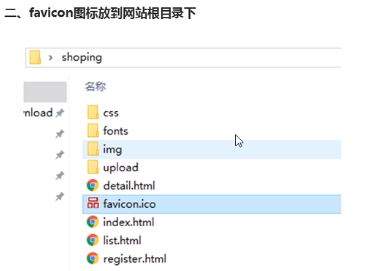 二、favicon图标放到网站根目录下
shoping
名称
wnload
css
fonts
img
upload
detail.html
favicon.ico
index.html
list.html
register.html